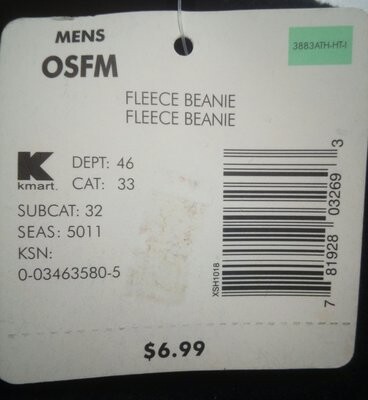 MENS
OSFM
3883ATH-HT-I
FLEECE BEANIE
FLEECE BEANIE
K
kmart.
DEPT: 46
CAT: 33
SUBCAT: 32
SEAS: 5011
KSN:
0-03463580-5
XSH1018
7 81928 03269 3
$6.99